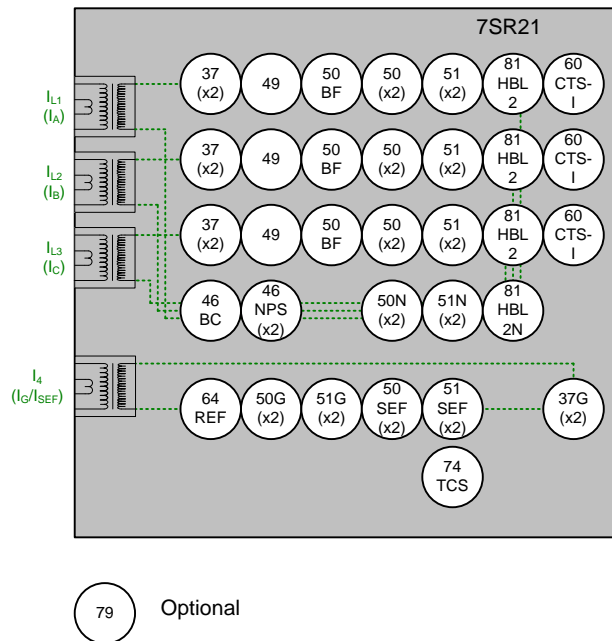 7SR21
37
(x2)
49
50
BF
50
(x2)
51
(x2)
81
HBL
2
60
CTS-
I
IL1
(IA)
37
(x2)
49
50
BF
50
(x2)
51
(x2)
81
HBL
2
60
CTS-
I
IL2
(IB)
37
(x2)
49
50
BF
50
(x2)
51
(x2)
81
HBL
2
60
CTS-
I
IL3
(IC)
46
BC
46
NPS
(x2)
50N
(x2)
51N
(x2)
81
HBL
2N
I4
(IG/ISEF)
64
REF
50G
(x2)
51G
(x2)
50
SEF
(x2)
51
SEF
(x2)
37G
(x2)
74
TCS
79
Optional